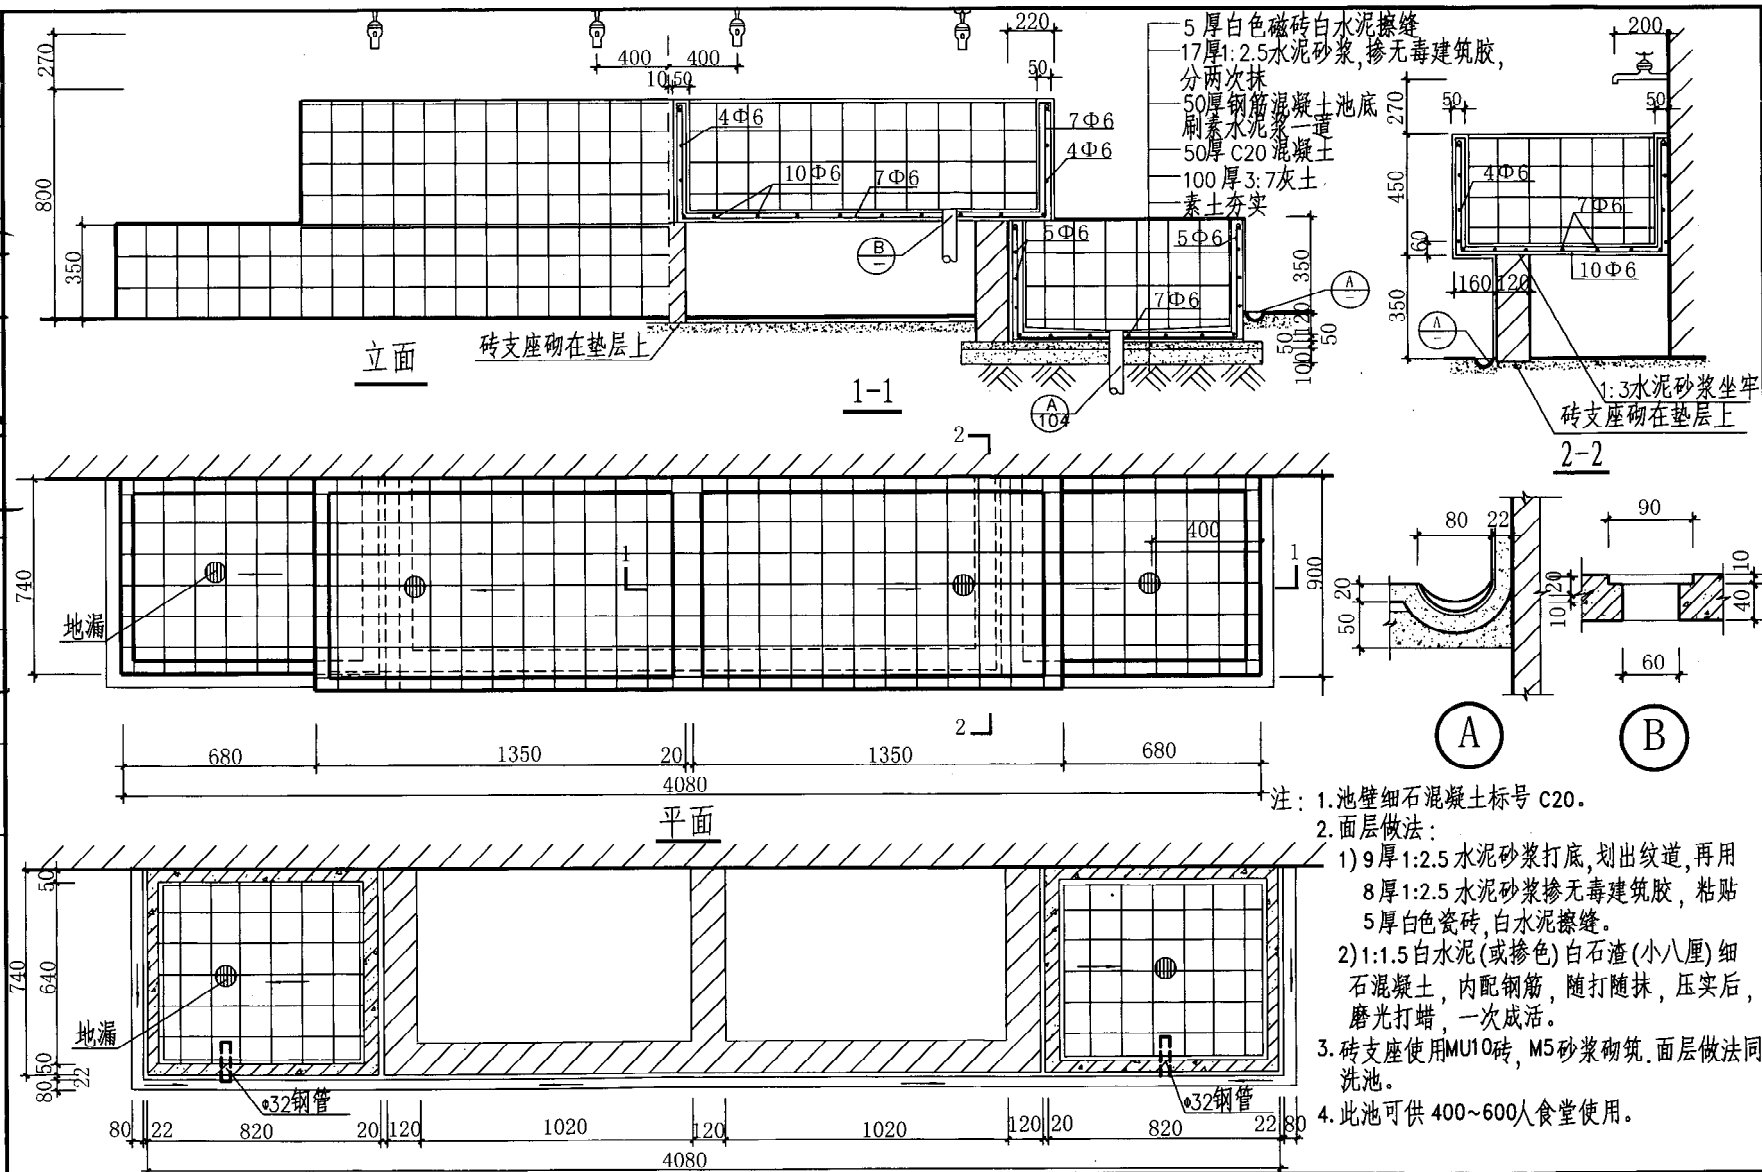 270
800
350
400
400
10
50
220
50
4Φ6
10Φ6
7Φ6
7Φ6
4Φ6
5Φ6
5Φ6
7Φ6
B
A
A
104
350
120
50
50
100
5厚白色磁砖白水泥擦缝
17厚1:2.5水泥砂浆,掺无毒建筑胶,
分两次抹
50厚钢筋混凝土池底
刷素水泥浆一道
50厚C20混凝土
100厚3:7灰土
素土夯实
砖支座砌在垫层上
立面
1-1
200
270
50
50
450
60
350
4Φ6
7Φ6
10Φ6
160
120
A
1:3水泥砂浆坐牢
砖支座砌在垫层上
2-2
2
2
1
1
740
900
400
地漏
680
1350
20
1350
680
4080
平面
80
22
20
50
A
90
10
20
10
40
60
B
740
50
640
50
80
22
地漏
φ32钢管
φ32钢管
80
22
820
20
120
1020
120
1020
120
20
820
22
80
4080
注: 1.池壁细石混凝土标号C20。
2.面层做法:
1)9厚1:2.5水泥砂浆打底,划出纹道,再用
8厚1:2.5水泥砂浆掺无毒建筑胶,粘贴
5厚白色瓷砖,白水泥擦缝。
2)1:1.5白水泥(或掺色)白石渣(小八厘)细
石混凝土,内配钢筋,随打随抹,压实后,
磨光打蜡,一次成活。
3.砖支座使用MU10砖,M5砂浆砌筑.面层做法同
洗池。
4.此池可供400~600人食堂使用。